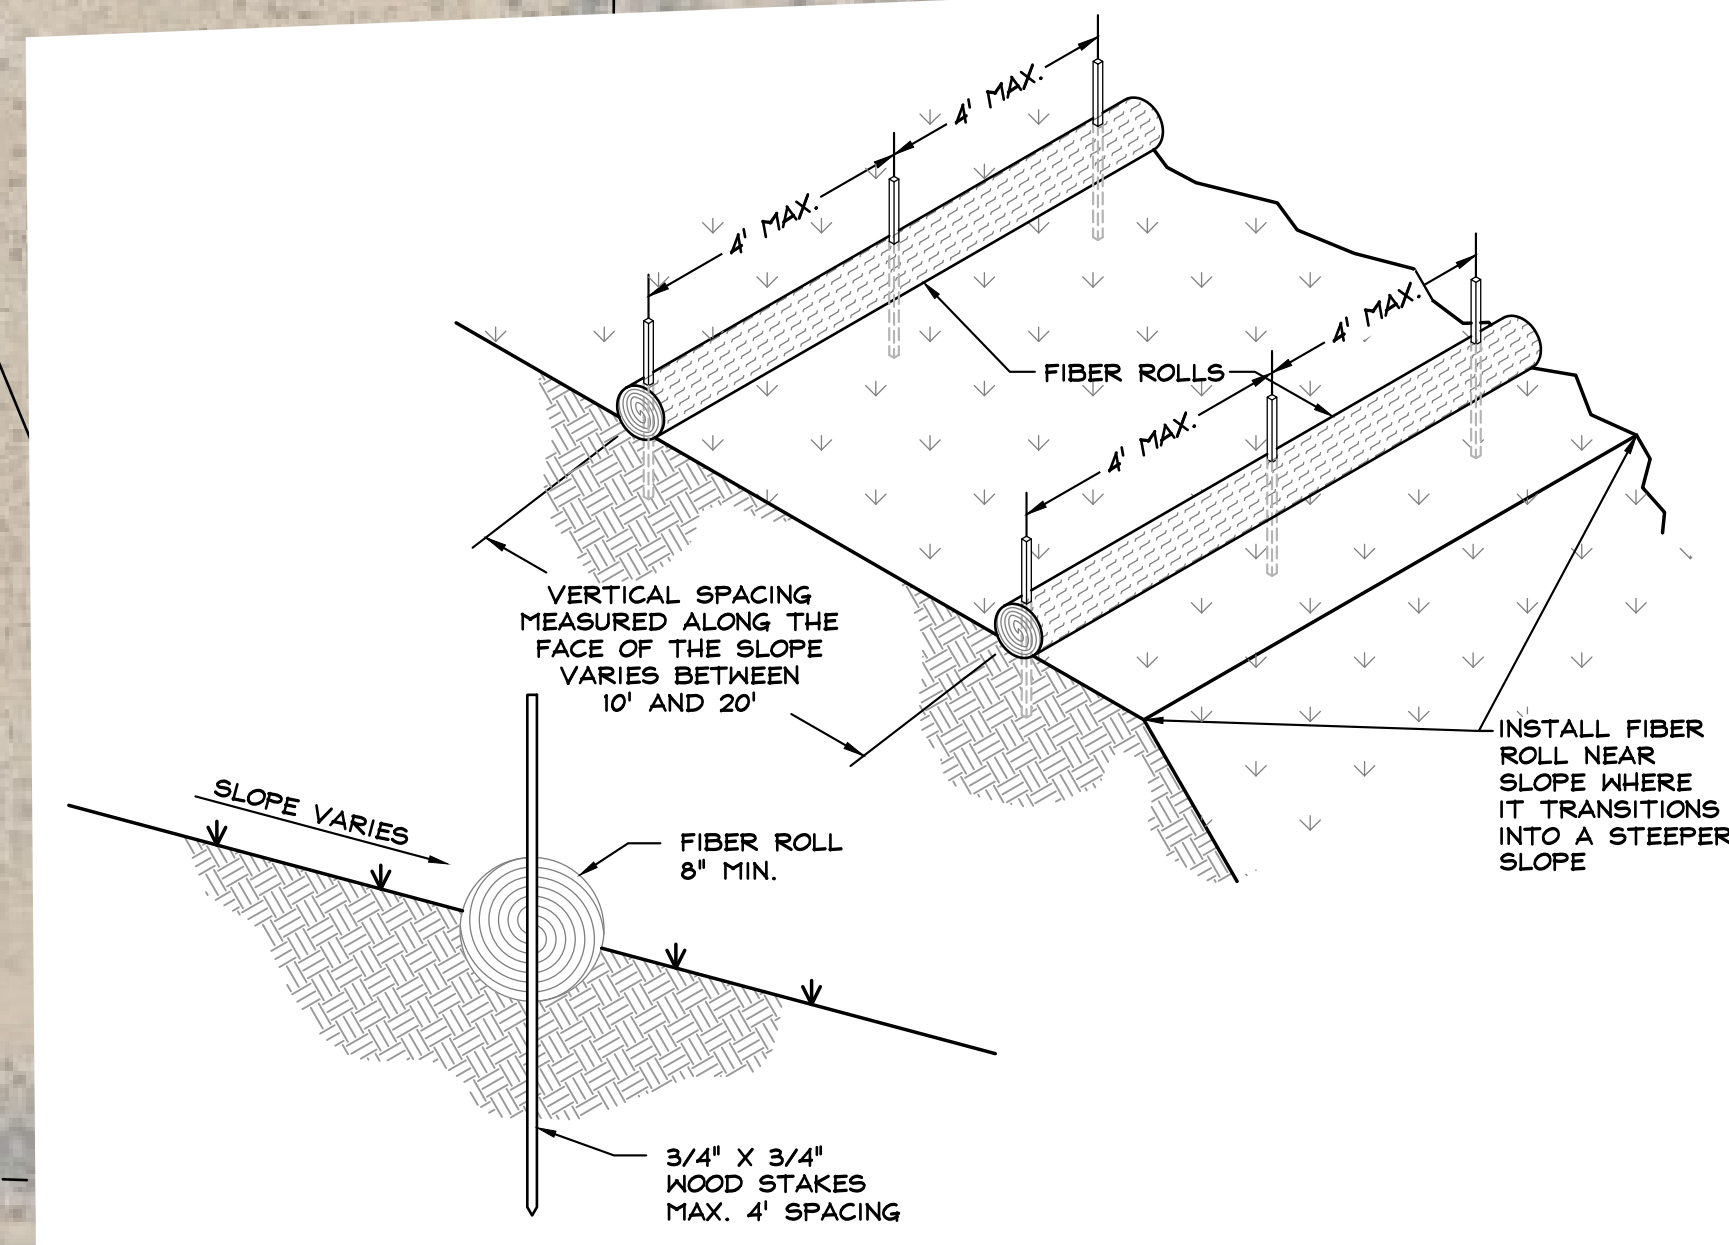 4' MAX.
4' MAX.
FIBER ROLLS
4' MAX.
4' MAX.
VERTICAL SPACING
MEASURED ALONG THE
FACE OF THE SLOPE
VARIES BETWEEN
10' AND 20'
INSTALL FIBER
ROLL NEAR
SLOPE WHERE
IT TRANSITIONS
INTO A STEEPER
SLOPE
SLOPE VARIES
FIBER ROLL
8" MIN.
3/4" X 3/4"
WOOD STAKES
MAX. 4' SPACING